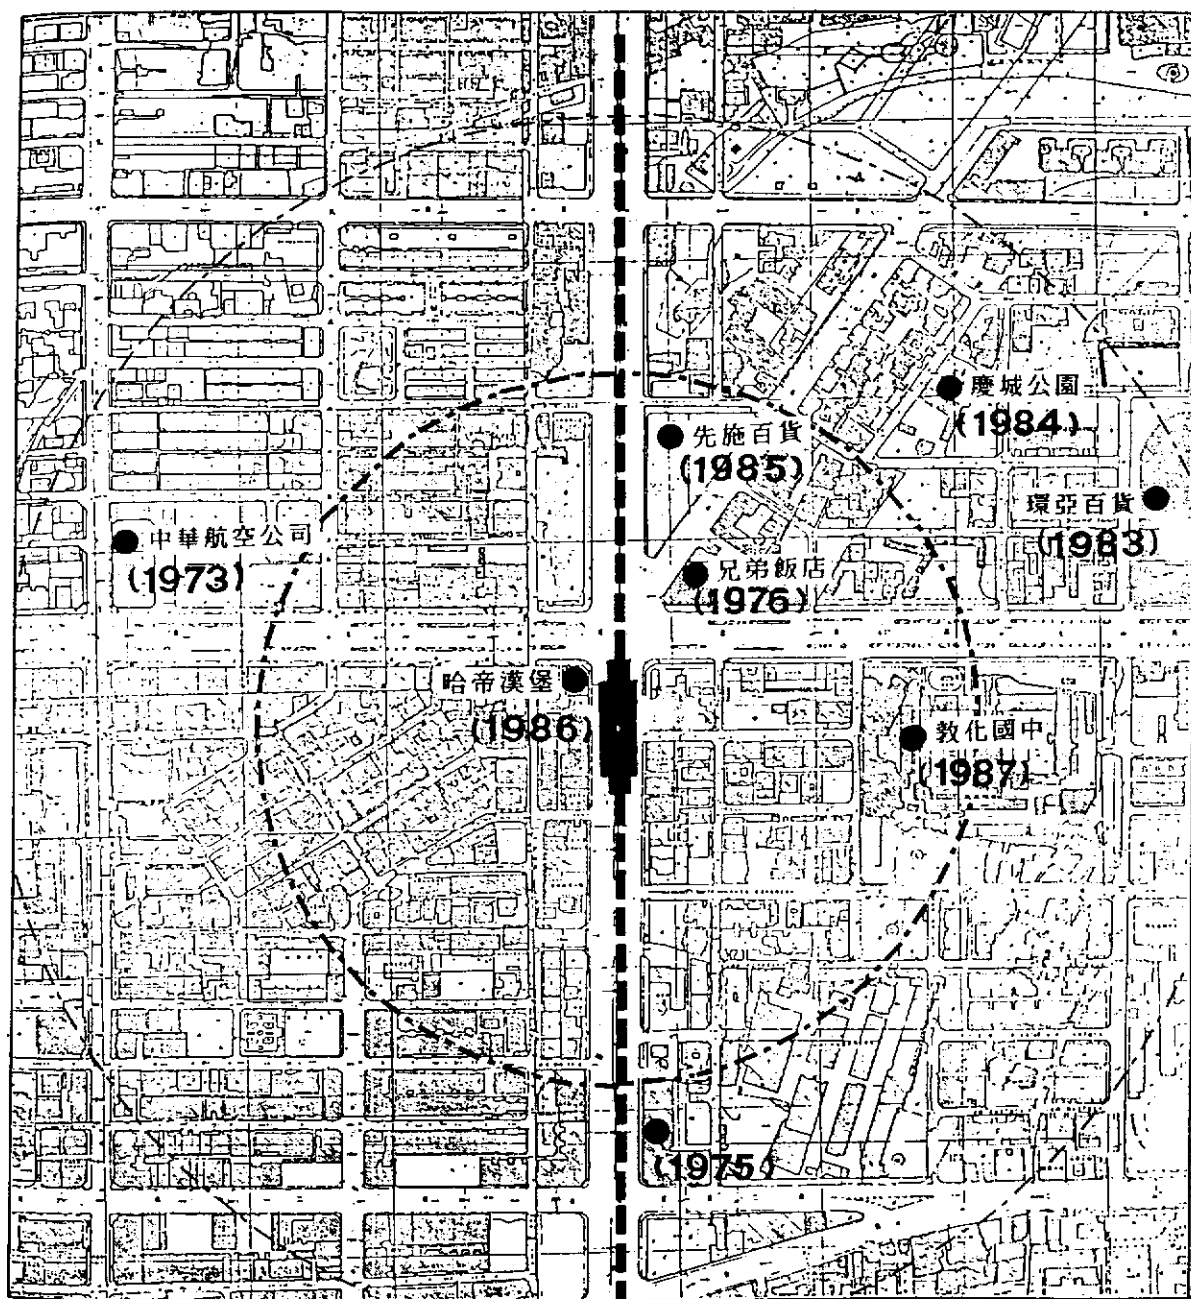 慶城公園
(1984)
先施百貨
(1985)
環亞百貨
(1983)
中華航空公司
(1973)
兄弟飯店
(1976)
哈帝漢堡
(1986)
敦化國中
(1987)
(1975)